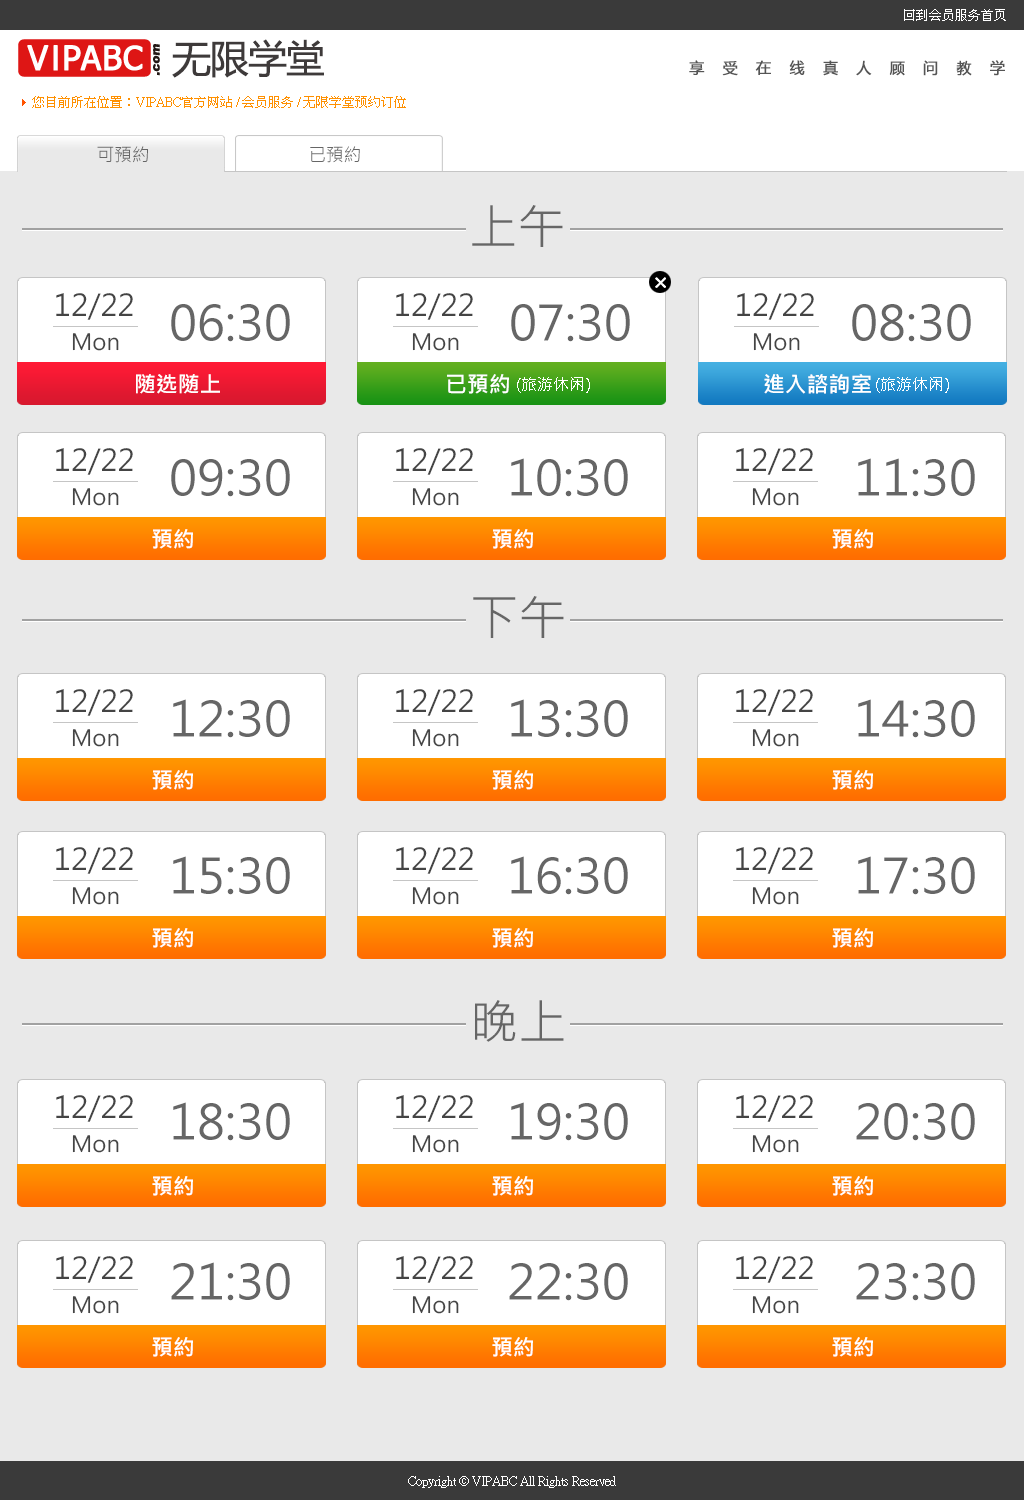 回到会员服务首页
VIPABC.com 无限学堂
享受在线真人顾问教学
您目前所在位置：VIPABC官方网站 /会员服务 /无限学堂预约订位
可預約 已預約
上午
12/22 Mon 06:30 12/22 Mon 07:30 12/22 Mon 08:30
随选随上 已預約 (旅游休闲) 進入諮詢室 (旅游休闲)
12/22 Mon 09:30 12/22 Mon 10:30 12/22 Mon 11:30
預約 預約 預約
下午
12/22 Mon 12:30 12/22 Mon 13:30 12/22 Mon 14:30
預約 預約 預約
12/22 Mon 15:30 12/22 Mon 16:30 12/22 Mon 17:30
預約 預約 預約
晚上
12/22 Mon 18:30 12/22 Mon 19:30 12/22 Mon 20:30
預約 預約 預約
12/22 Mon 21:30 12/22 Mon 22:30 12/22 Mon 23:30
預約 預約 預約
Copyright © VIPABC All Rights Reserved